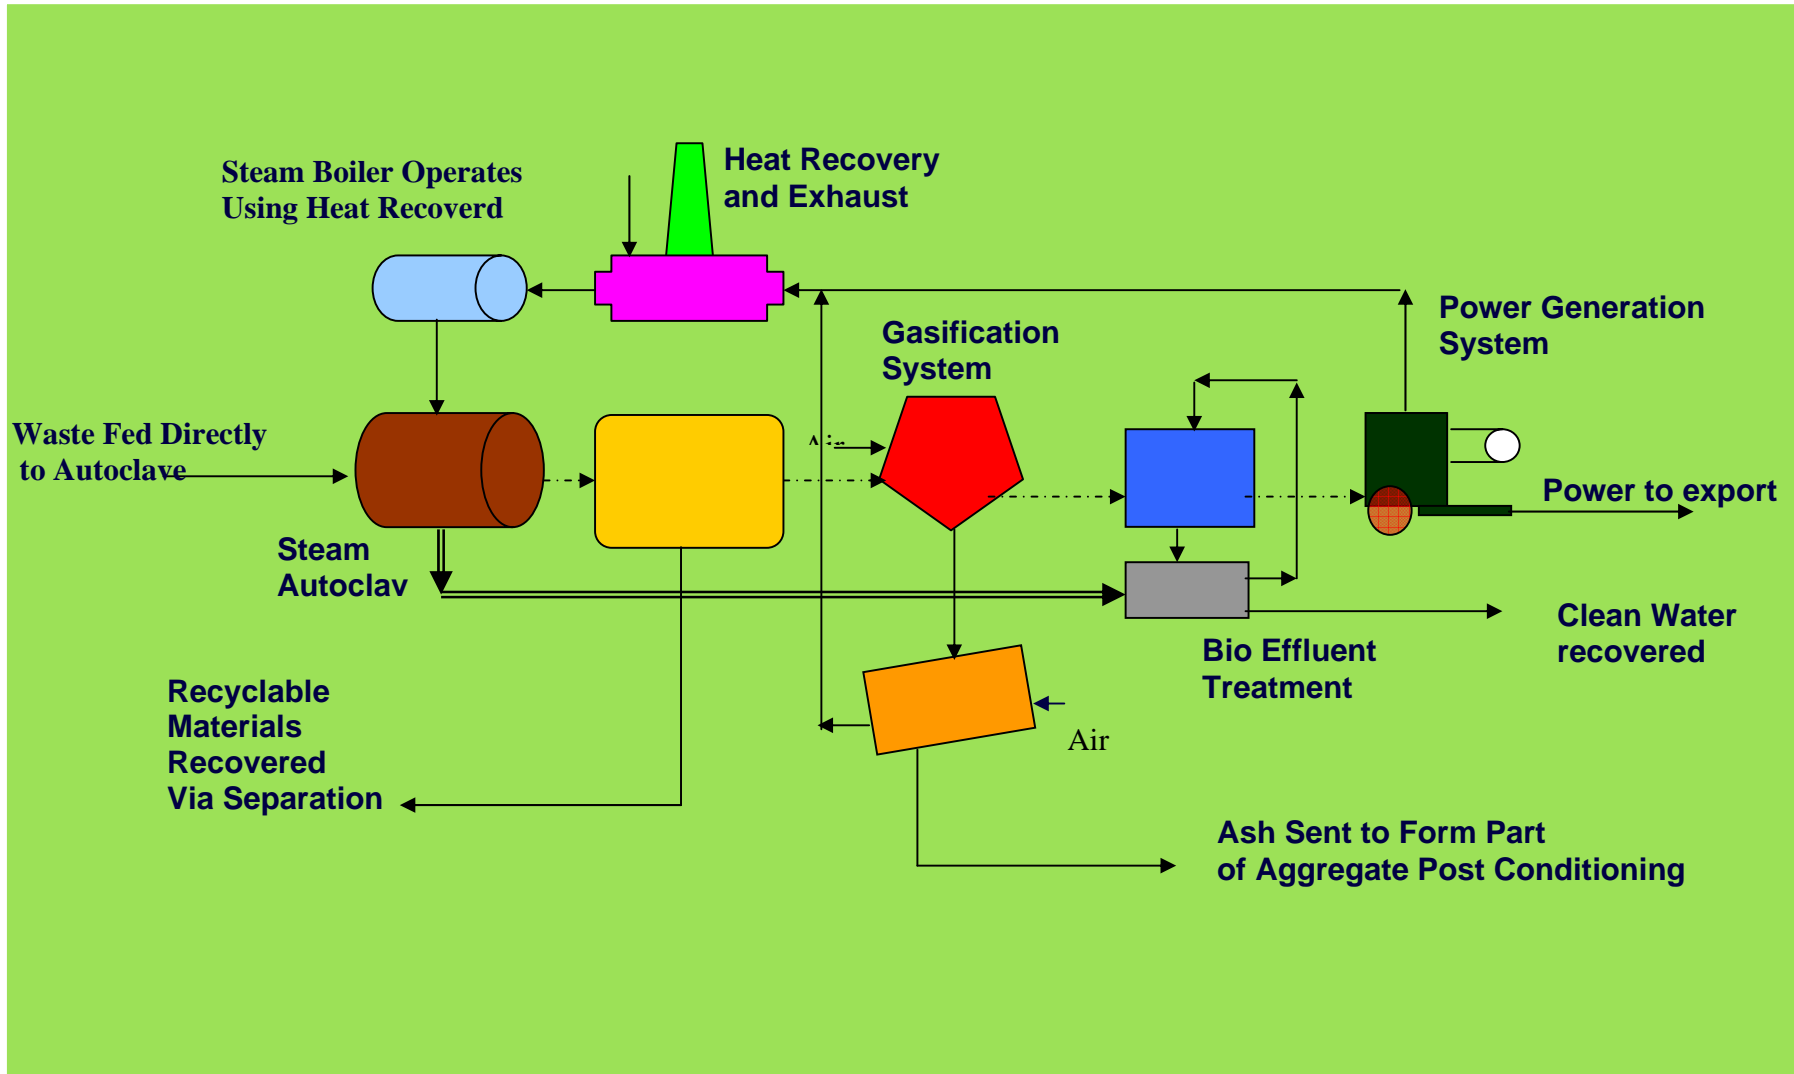 Heat Recovery
and Exhaust
Steam Boiler Operates
Using Heat Recoverd
Power Generation
System
Gasification
System
Waste Fed Directly
to Autoclave
Power to export
Steam
Autoclav
Clean Water
recovered
Bio Effluent
Treatment
Recyclable
Materials
Recovered
Via Separation
Air
Ash Sent to Form Part
of Aggregate Post Conditioning